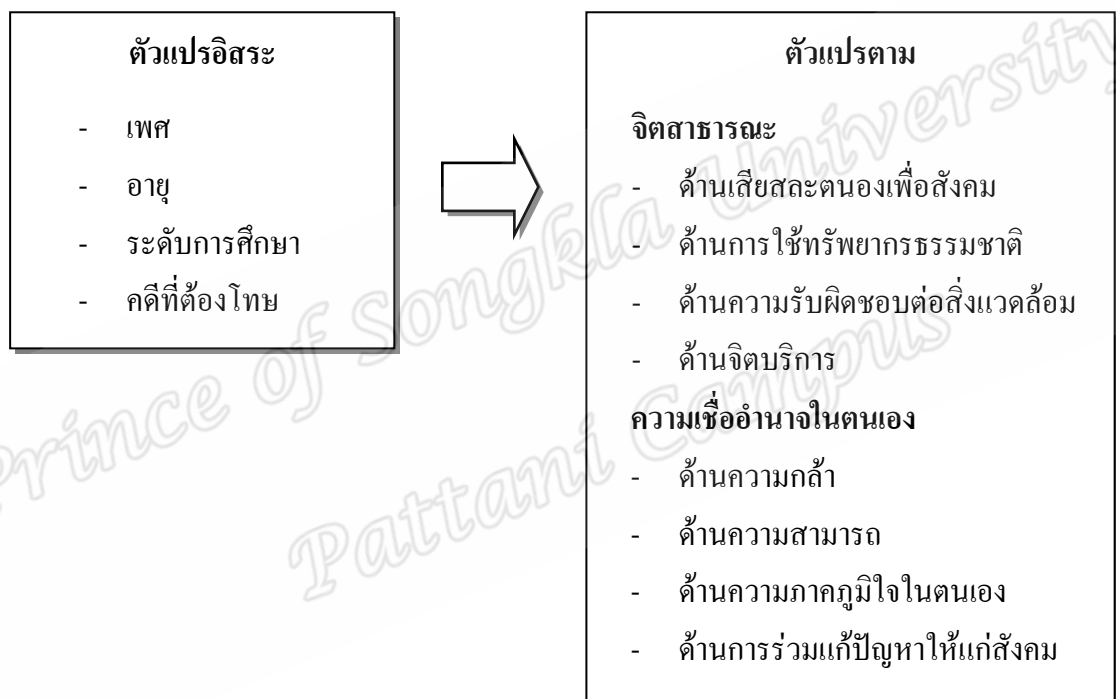 ตัวแปรอิสระ
- เพศ
- อายุ
- ระดับการศึกษา
- คดีที่ต้องโทษ
ตัวแปรตาม
จิตสาธารณะ
- ด้านเสียสละตนองเพื่อสังคม
- ด้านการใช้ทรัพยากรธรรมชาติ
- ด้านความรับผิดชอบต่อสิ่งแวดล้อม
- ด้านจิตบริการ
ความเชื่ออำนาจในตนเอง
- ด้านความกล้า
- ด้านความสามารถ
- ด้านความภาคภูมิใจในตนเอง
- ด้านการร่วมแก้ปัญหาให้แก่สังคม
Prince of Songkla University
Pattani Campus